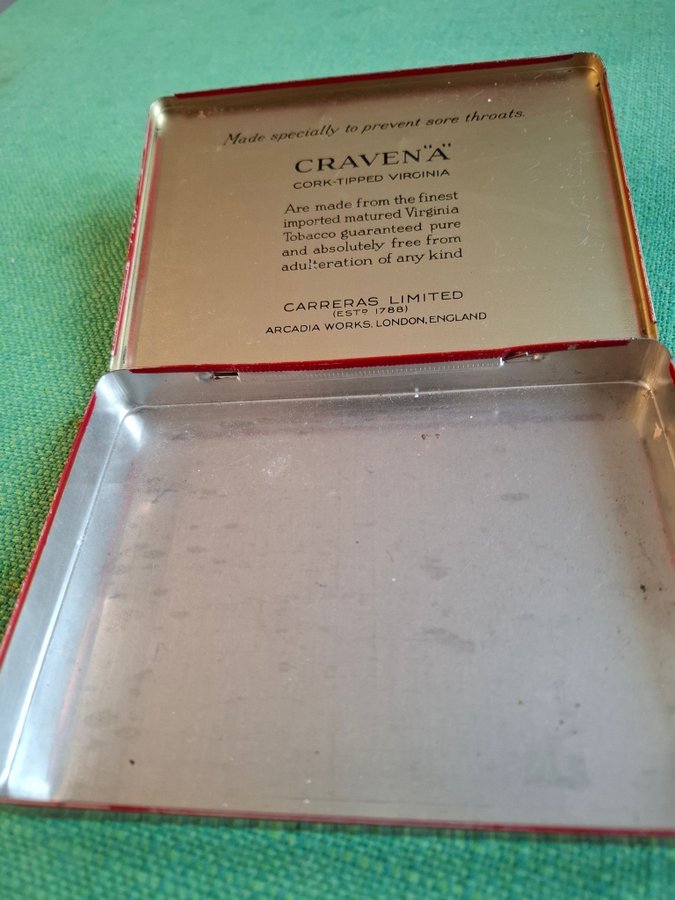 Made specially to prevent sore throats.
CRAVEN "A"
CORK-TIPPED VIRGINIA
Are made from the finest
imported matured Virginia
Tobacco guaranteed pure
and absolutely free from
adulteration of any kind
CARRERAS LIMITED
(ESTD 1788)
ARCADIA WORKS. LONDON, ENGLAND